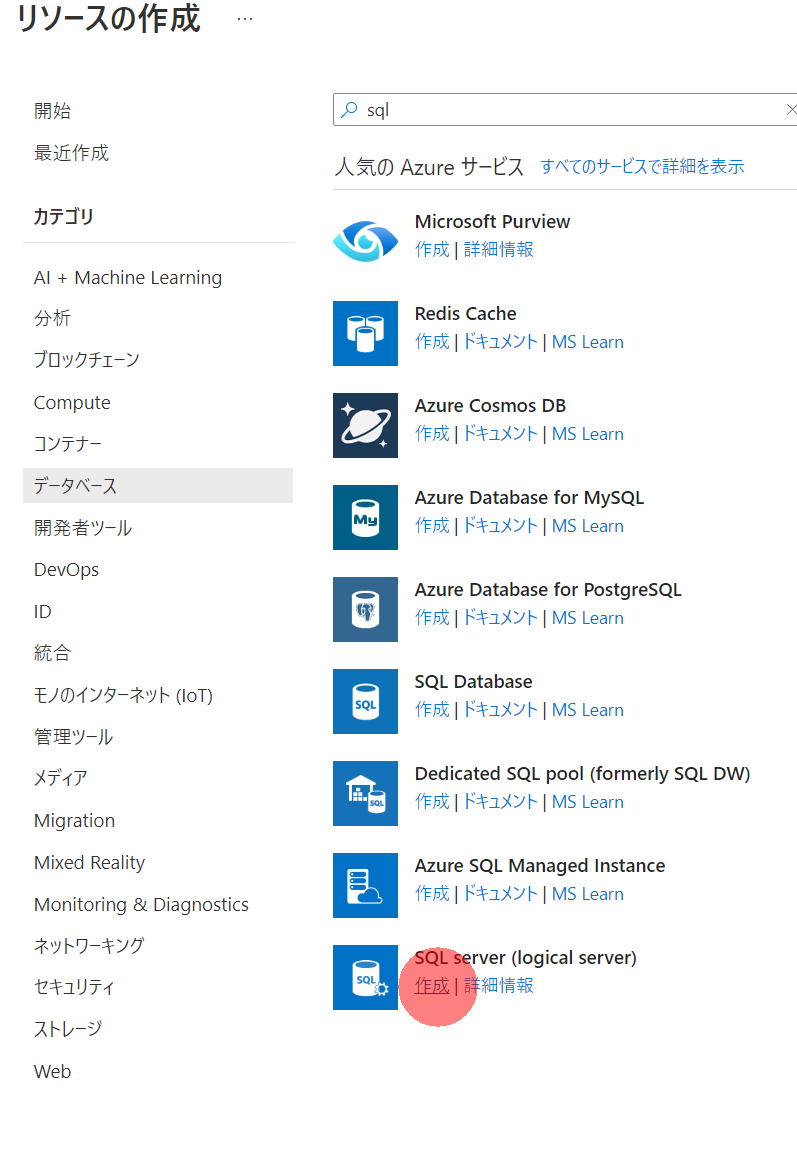 リソースの作成 …
開始
最近作成
カテゴリ
AI + Machine Learning
分析
ブロックチェーン
Compute
コンテナー
データベース
開発者ツール
DevOps
ID
統合
モノのインターネット (IoT)
管理ツール
メディア
Migration
Mixed Reality
Monitoring & Diagnostics
ネットワーキング
セキュリティ
ストレージ
Web
sql
人気の Azure サービス すべてのサービスで詳細を表示
Microsoft Purview
作成 | 詳細情報
Redis Cache
作成 | ドキュメント | MS Learn
Azure Cosmos DB
作成 | ドキュメント | MS Learn
Azure Database for MySQL
My
作成 | ドキュメント | MS Learn
Azure Database for PostgreSQL
作成 | ドキュメント | MS Learn
SQL Database
SQL
作成 | ドキュメント | MS Learn
Dedicated SQL pool (formerly SQL DW)
SQL
作成 | ドキュメント | MS Learn
Azure SQL Managed Instance
作成 | ドキュメント | MS Learn
SQL server (logical server)
SQL
作成 | 詳細情報